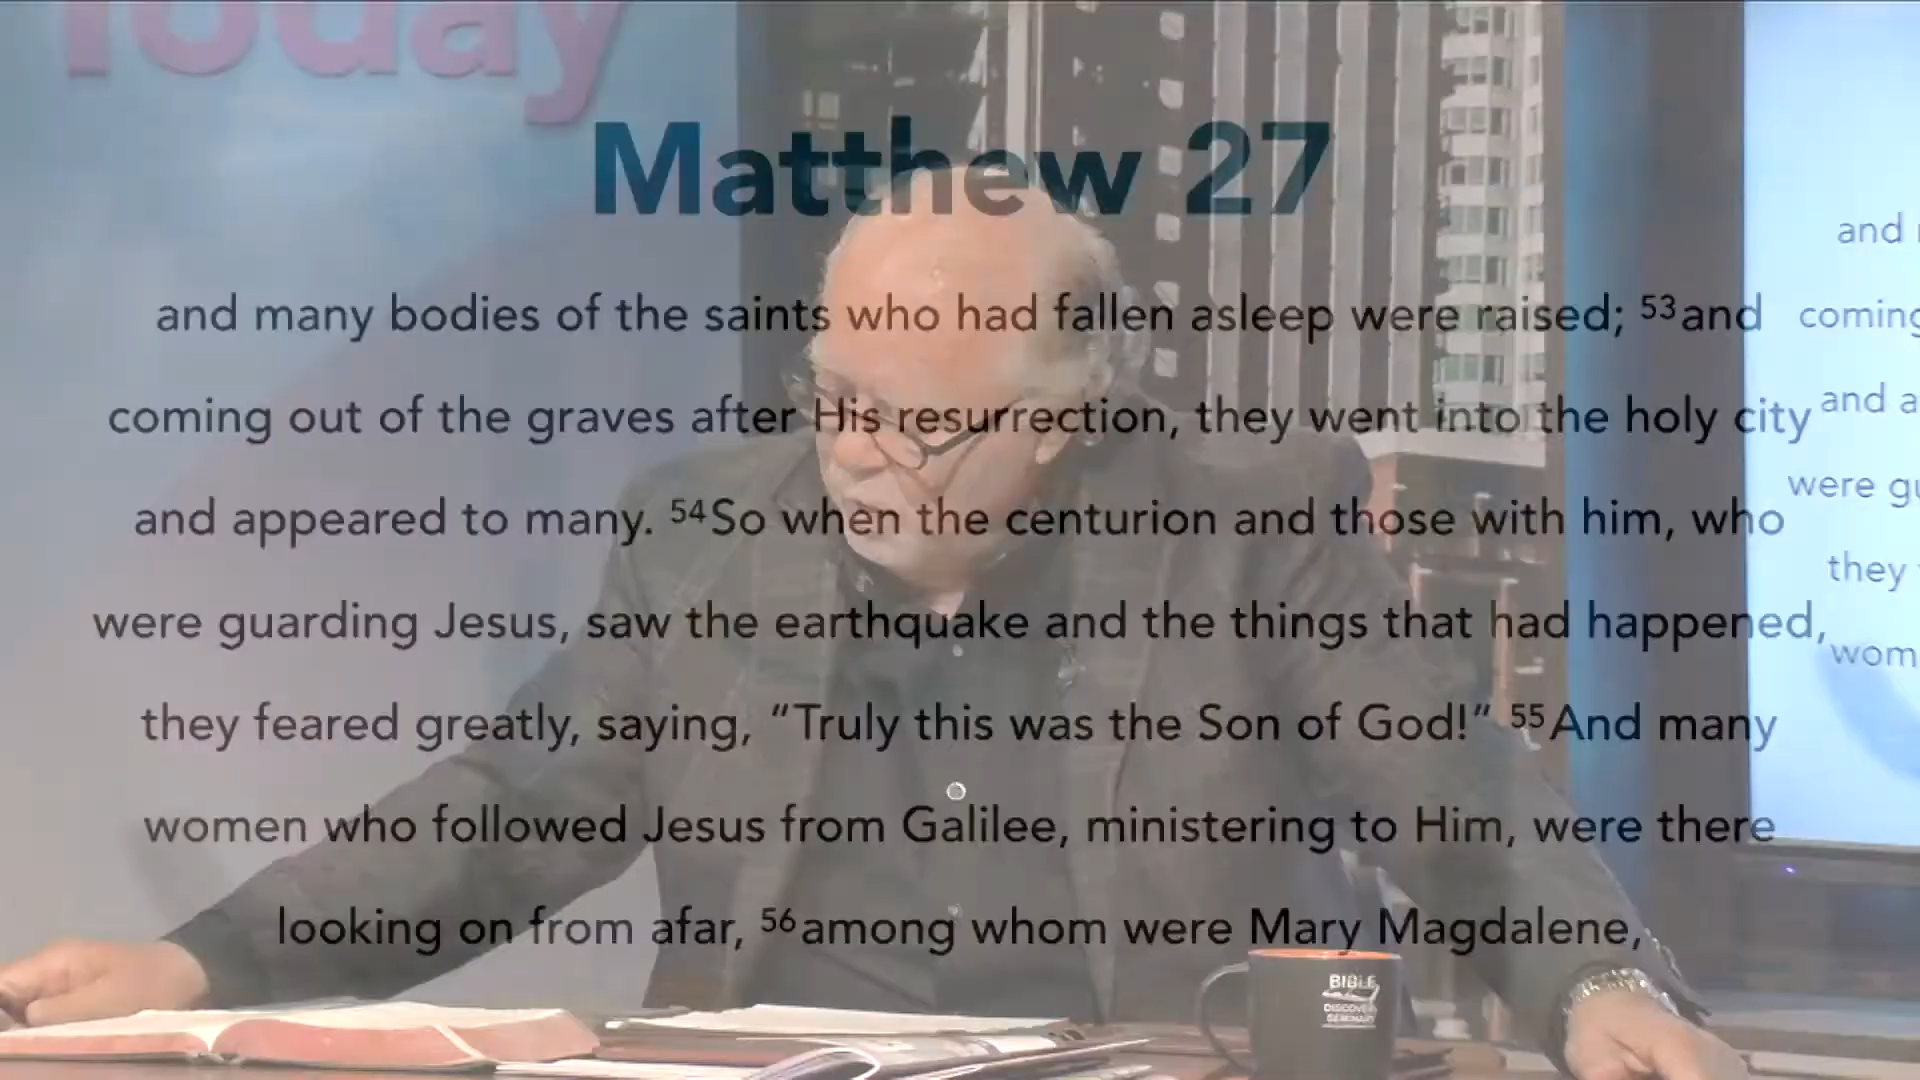 Today
Matthew 27
and many bodies of the saints who had fallen asleep were raised; 53and
coming out of the graves after His resurrection, they went into the holy city
and appeared to many. 54So when the centurion and those with him, who
were guarding Jesus, saw the earthquake and the things that had happened,
they feared greatly, saying, “Truly this was the Son of God!” 55And many
women who followed Jesus from Galilee, ministering to Him, were there
looking on from afar, 56among whom were Mary Magdalene,
and
coming
and a
were gu
they
wom
BIBLE
DISCOVERY
SEMINARY